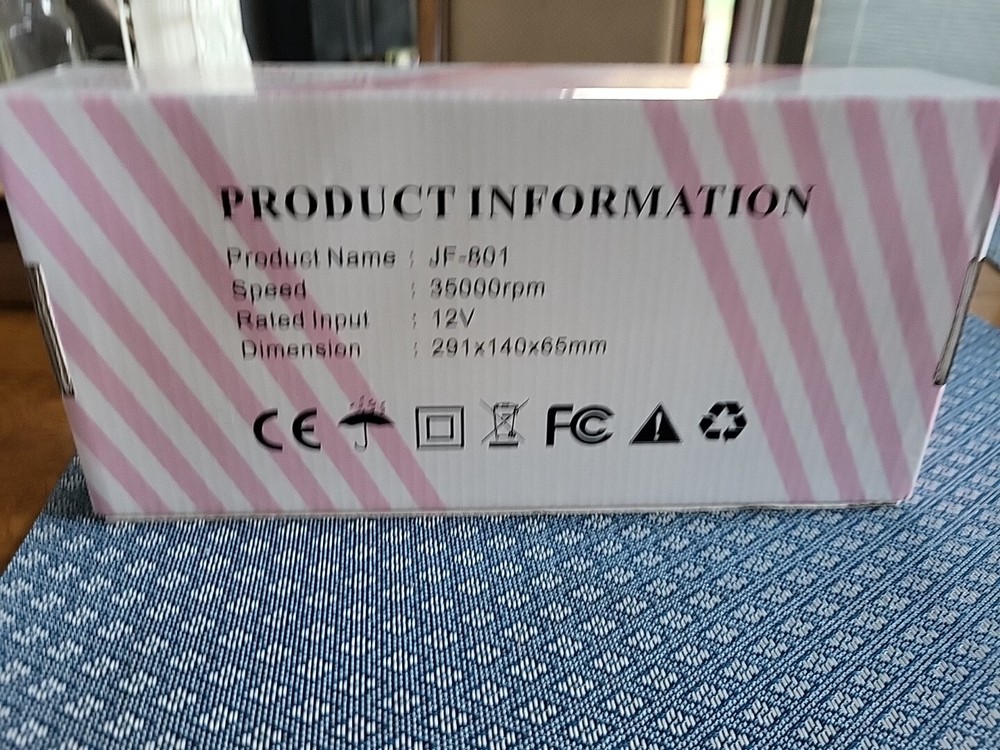 PRODUCT INFORMATION
Product Name : JF-801
Speed : 35000rpm
Rated Input : 12V
Dimension : 291x140x65mm
CE FC